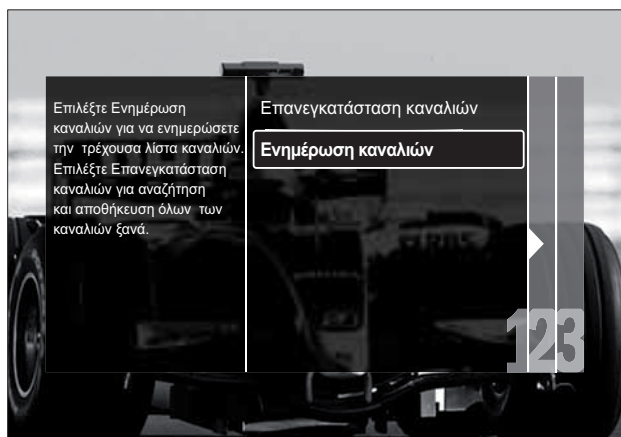 Επιλέξτε Ενημέρωση
καναλιών για να ενημερώσετε
την τρέχουσα λίστα καναλιών.
Επιλέξτε Επανεγκατάσταση
καναλιών για αναζήτηση
και αποθήκευση όλων των
καναλιών ξανά.
Επανεγκατάσταση καναλιών
Ενημέρωση καναλιών
123